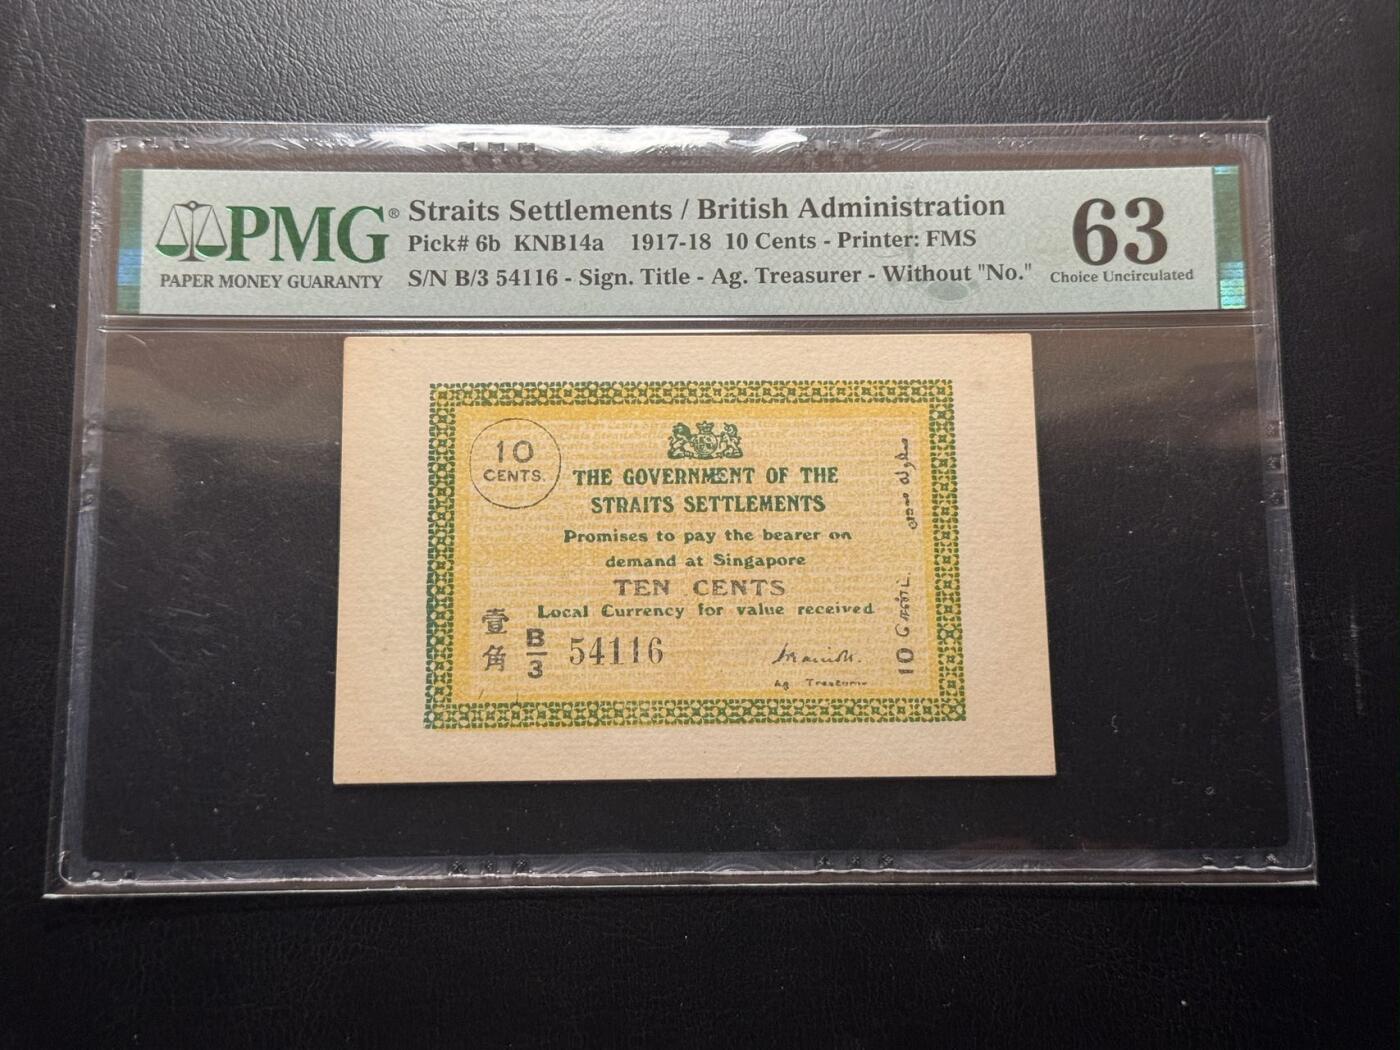 PMG®
PAPER MONEY GUARANTY
Straits Settlements / British Administration
Pick# 6b KNB14a 1917-18 10 Cents - Printer: FMS
S/N B/3 54116 - Sign. Title - Ag. Treasurer - Without "No."
63
Choice Uncirculated
10
CENTS.
THE GOVERNMENT OF THE
STRAITS SETTLEMENTS
Promises to pay the bearer on
demand at Singapore
TEN CENTS
Local Currency for value received
壹角
B/3 54116
Ag Treasurer
10